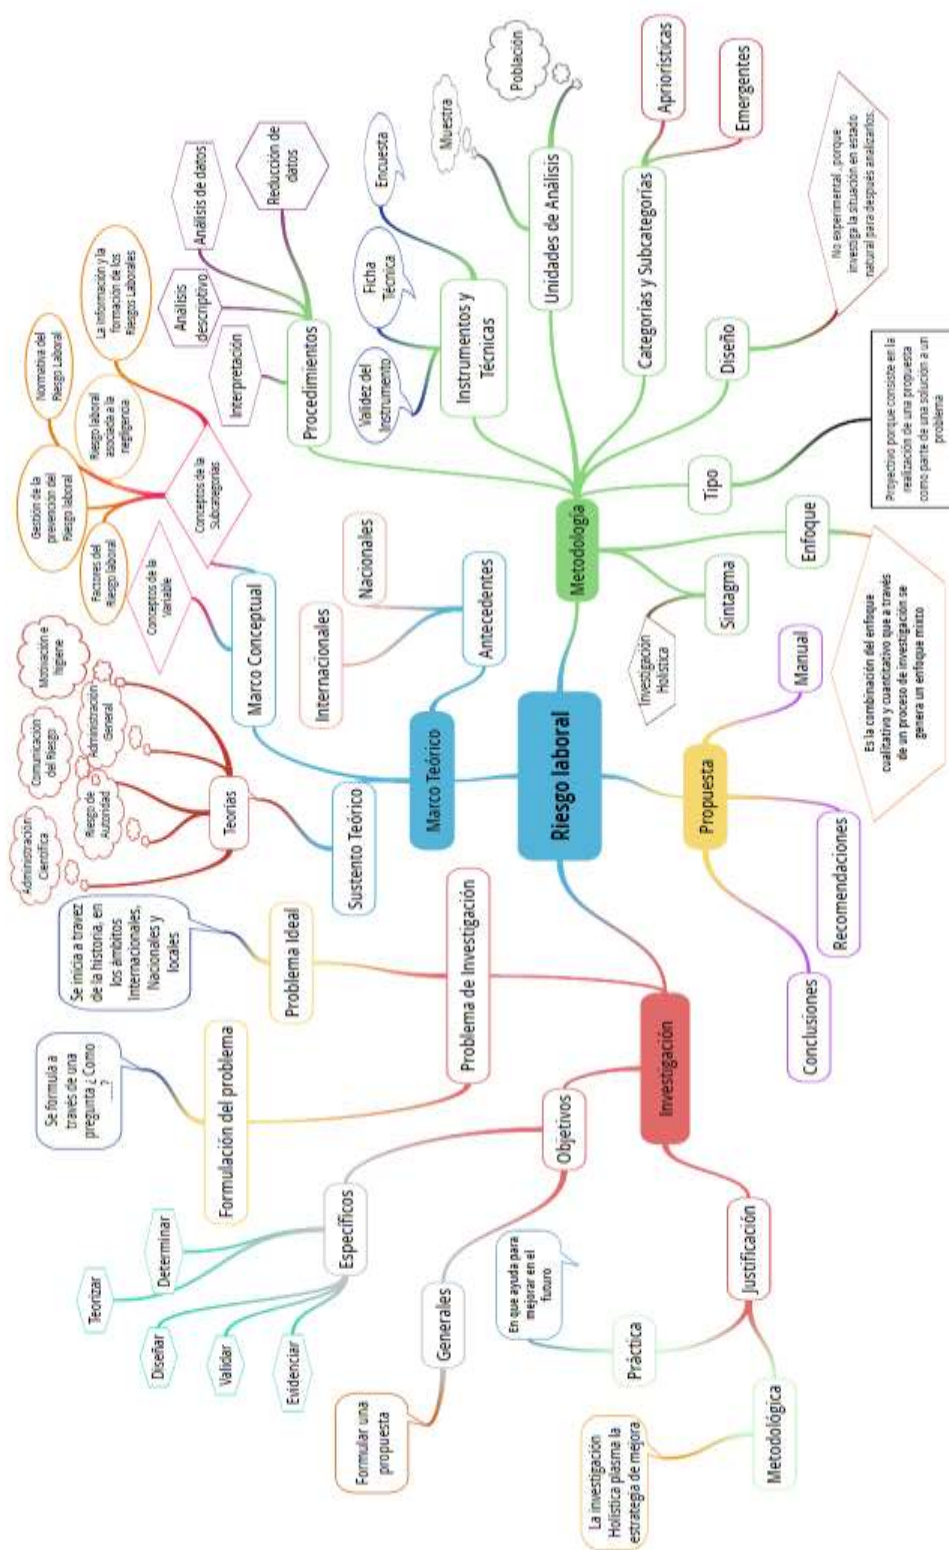 Riesgo laboral
Investigación
Problema de Investigación
Formulación del problema
Se formula a
través de una
pregunta ¿ Como
.....?
Problema Ideal
Se inicia a travez
de la historia, en
los ámbitos
Internacionales,
Nacionales y
locales
Objetivos
Específicos
Teorizar
Determinar
Diseñar
Validar
Evidenciar
Generales
Formular una
propuesta
Justificación
Práctica
En que ayuda para
mejorar en el
futuro
Metodológica
La investigación
Holistica plasma la
estrategia de mejora
Marco Teórico
Sustento Teórico
Teorías
Administración
Científica
Riesgo de
Autoridad
Comunicación
del Riesgo
Administración
General
Motivación e
higiene
Marco Conceptual
Conceptos de la
Variable
Conceptos de la
Subcategorías
Factores del
Riesgo laboral
Gestión de la
prevención del
Riesgo laboral
Riesgo laboral
asociada a la
negligencia
Normativa del
Riesgo Laboral
La información y la
formación de los
Riesgos Laborales
Antecedentes
Internacionales
Nacionales
Metodología
Procedimientos
Interpretación
Análisis
descriptivo
Análisis de datos
Reducción de
datos
Instrumentos y
Técnicas
Validez del
Instrumento
Ficha
Técnica
Encuesta
Unidades de Análisis
Muestra
Población
Categorías y Subcategorías
Apriorísticas
Emergentes
Diseño
No experimental , porque
investiga la situación en estado
natural para después analizarlos.
Tipo
Proyectivo porque consiste en la
realización de una propuesta
como parte de una solución a un
problema
Enfoque
Es la combinación del enfoque
cualitativo y cuantitativo que a través
de un proceso de investigación se
genera un enfoque mixto
Sintagma
Investigación
Holística
Propuesta
Conclusiones
Recomendaciones
Manual